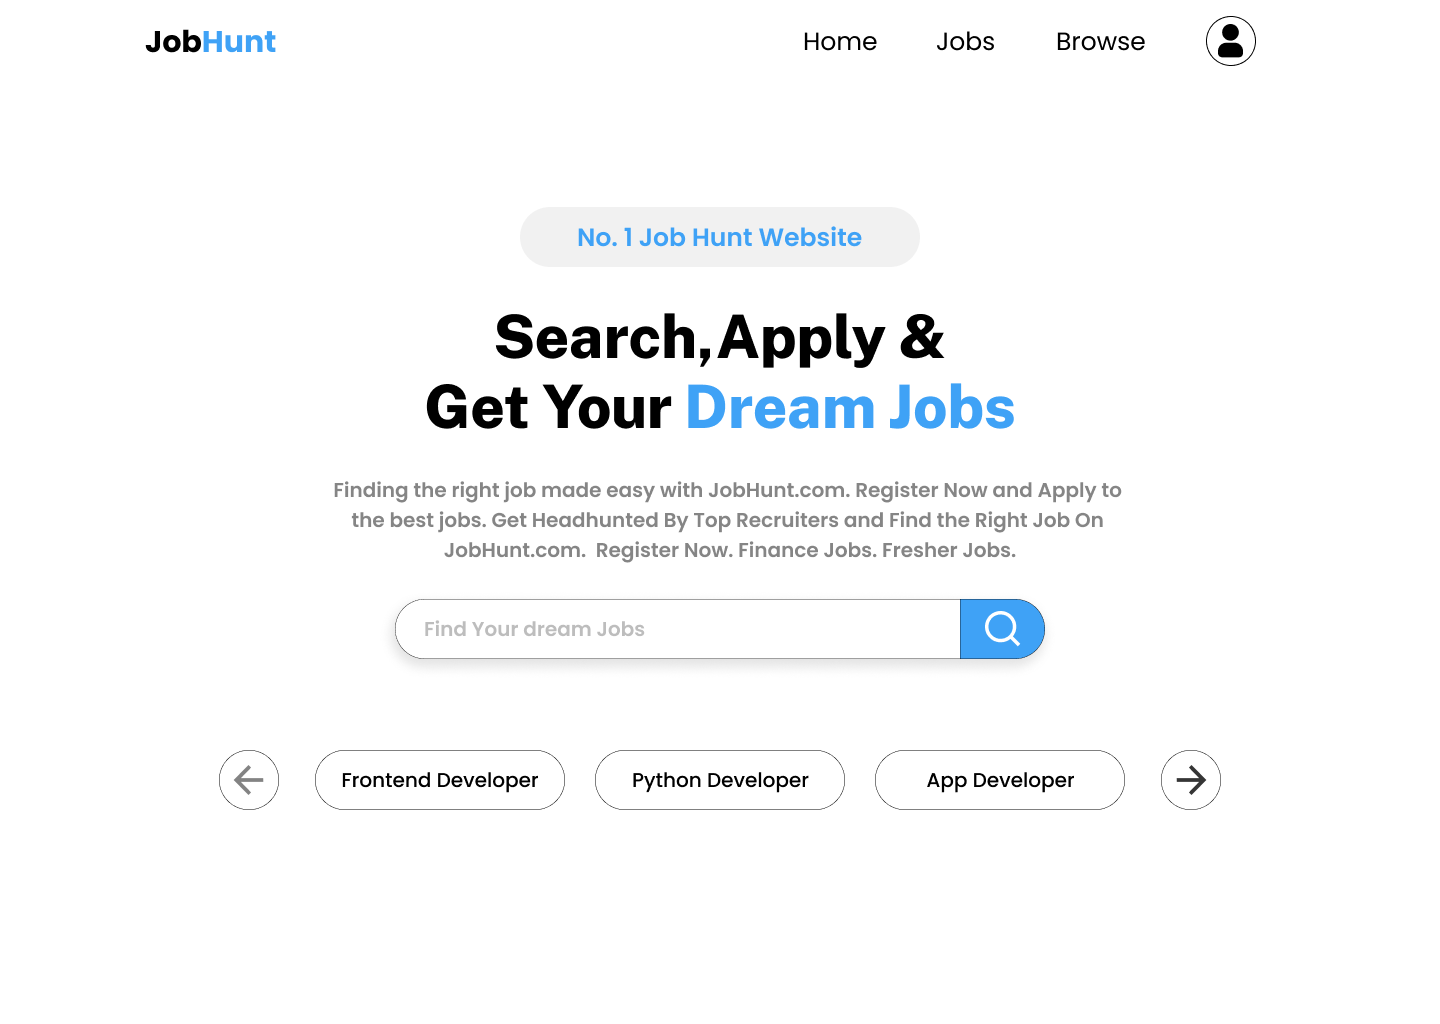 JobHunt
Home Jobs Browse
No. 1 Job Hunt Website
Search,Apply &
Get Your Dream Jobs
Finding the right job made easy with JobHunt.com. Register Now and Apply to
the best jobs. Get Headhunted By Top Recruiters and Find the Right Job On
JobHunt.com.  Register Now. Finance Jobs. Fresher Jobs.
Find Your dream Jobs
Frontend Developer Python Developer App Developer